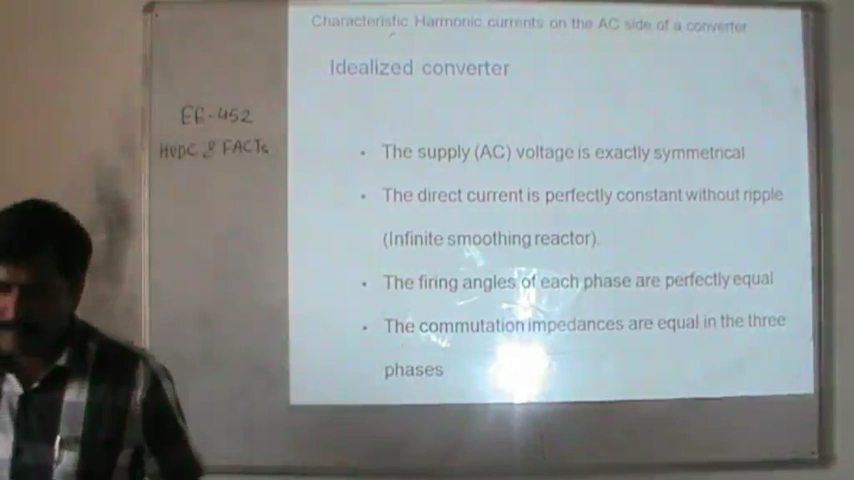 Characteristic Harmonic currents on the AC side of a converter
Idealized converter
EE-452
HVDC & FACTs
• The supply (AC) voltage is exactly symmetrical
• The direct current is perfectly constant without ripple
(Infinite smoothing reactor).
• The firing angles of each phase are perfectly equal
• The commutation impedances are equal in the three
phases